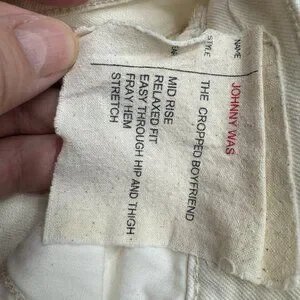 NAME JOHNNY WAS
STYLE THE CROPPED BOYFRIEND
MID RISE
RELAXED FIT
EASY THROUGH HIP AND THIGH
FRAY HEM
STRETCH